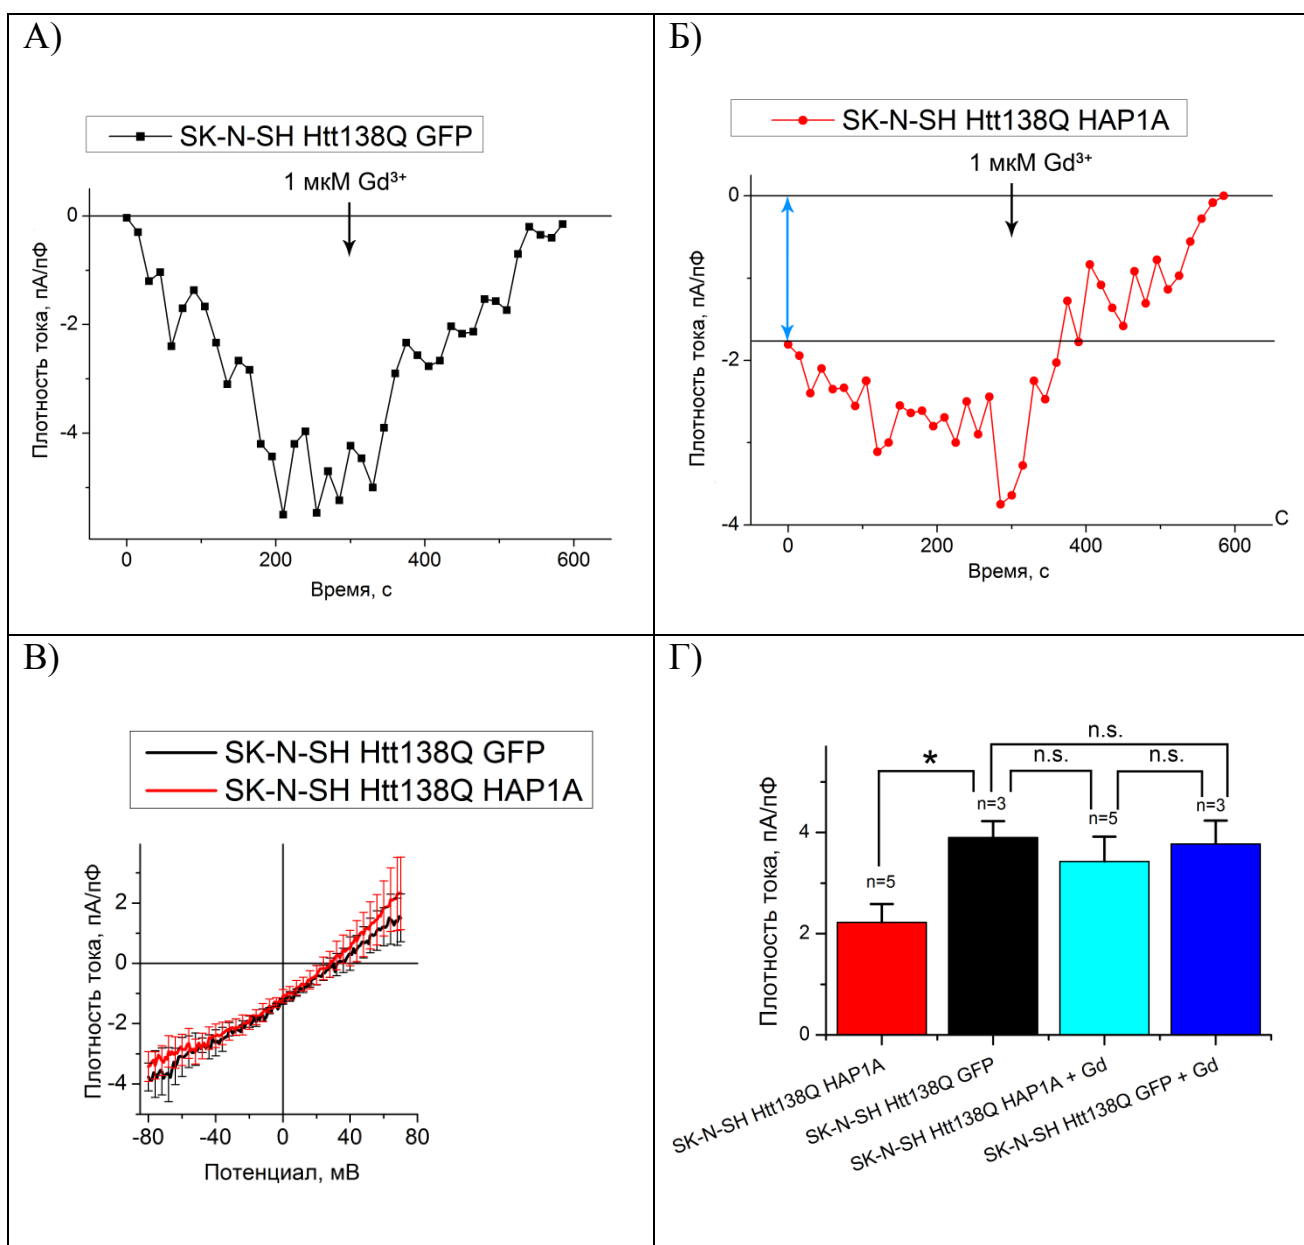 А)
SK-N-SH Htt138Q GFP
1 мкМ Gd³⁺
0
-2
-4
Плотность тока, пА/пФ
0
200
400
600
Время, с
Б)
SK-N-SH Htt138Q HAP1A
1 мкМ Gd³⁺
0
-2
-4
Плотность тока, пА/пФ
С
0
200
400
600
Время, с
В)
SK-N-SH Htt138Q GFP
SK-N-SH Htt138Q HAP1A
2
0
-2
-4
Плотность тока, пА/пФ
-80
-40
0
40
80
Потенциал, мВ
Г)
n.s.
*
n.s.
n.s.
n=3
n=5
n=3
n=5
4
2
0
Плотность тока, пА/пФ
SK-N-SH Htt138Q HAP1A
SK-N-SH Htt138Q GFP
SK-N-SH Htt138Q HAP1A + Gd
SK-N-SH Htt138Q GFP + Gd